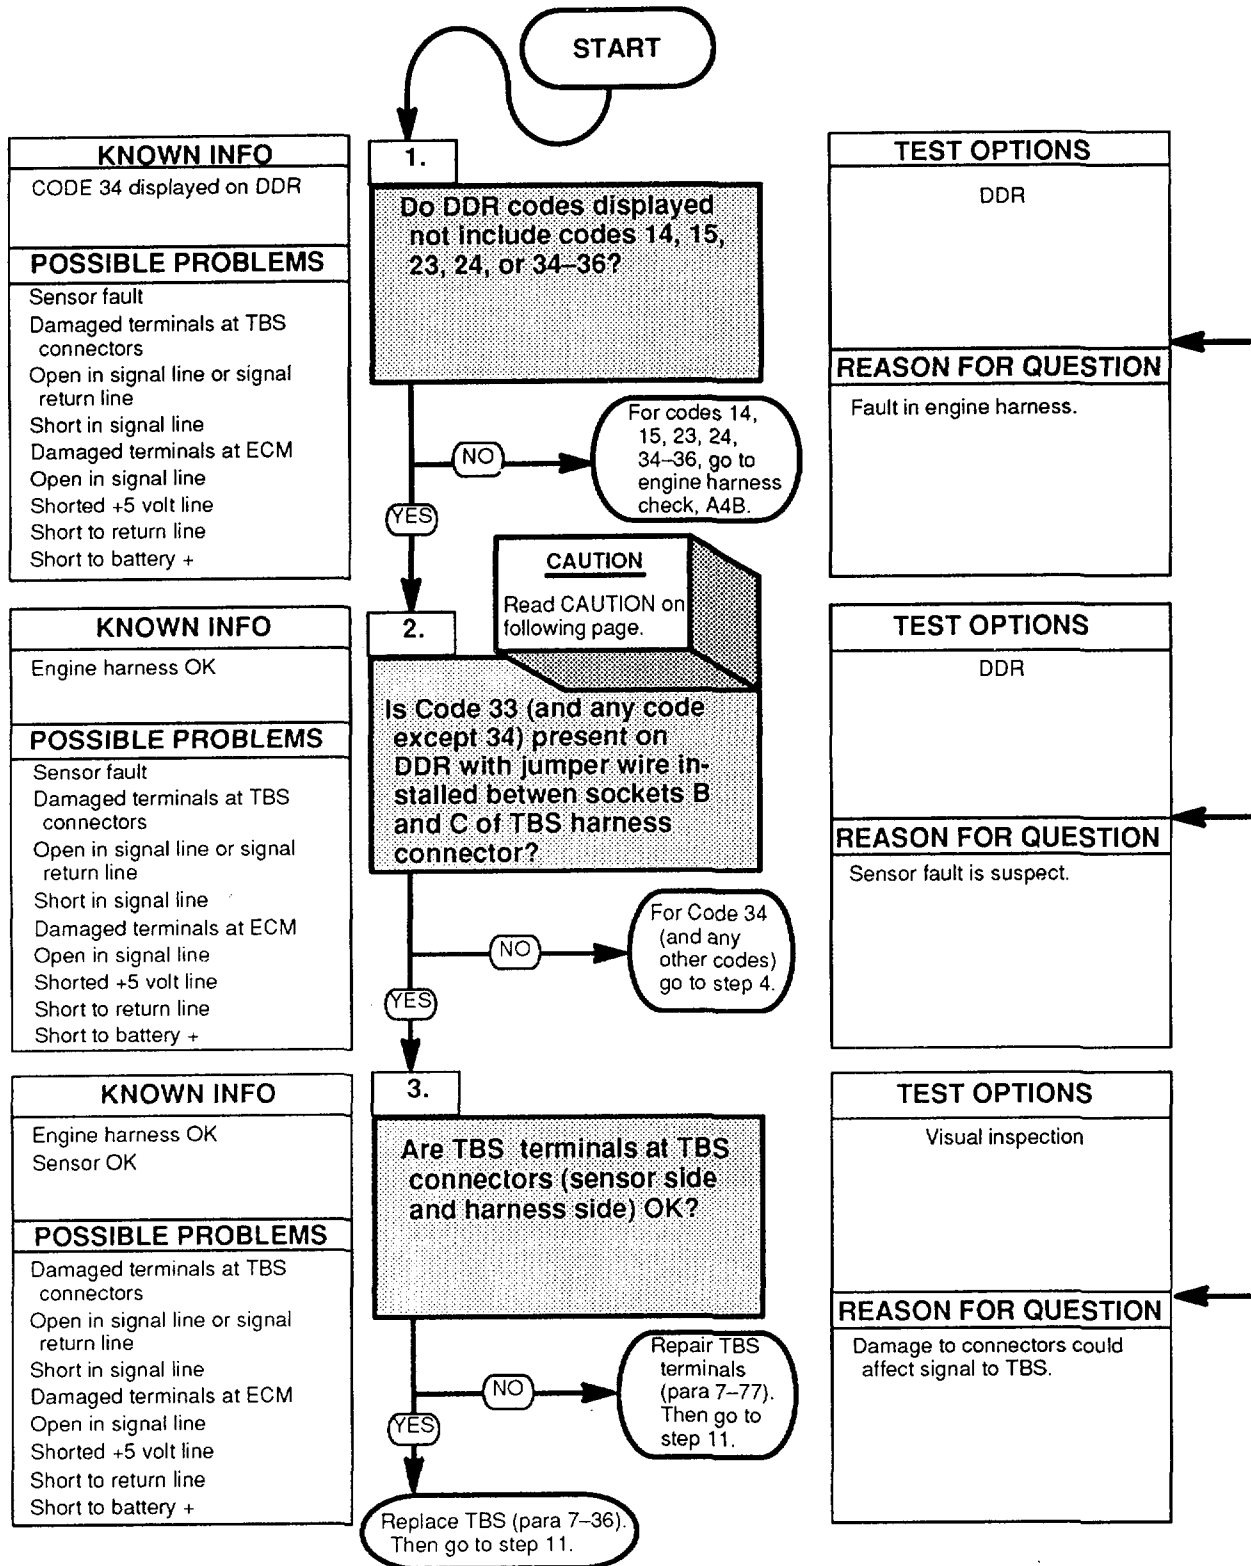 START
KNOWN INFO
CODE 34 displayed on DDR
POSSIBLE PROBLEMS
Sensor fault
Damaged terminals at TBS
connectors
Open in signal line or signal
return line
Short in signal line
Damaged terminals at ECM
Open in signal line
Shorted +5 volt line
Short to return line
Short to battery +
1.
Do DDR codes displayed
not include codes 14, 15,
23, 24, or 34–36?
NO
For codes 14,
15, 23, 24,
34–36, go to
engine harness
check, A4B.
YES
TEST OPTIONS
DDR
REASON FOR QUESTION
Fault in engine harness.
KNOWN INFO
Engine harness OK
POSSIBLE PROBLEMS
Sensor fault
Damaged terminals at TBS
connectors
Open in signal line or signal
return line
Short in signal line
Damaged terminals at ECM
Open in signal line
Shorted +5 volt line
Short to return line
Short to battery +
CAUTION
Read CAUTION on
following page.
2.
Is Code 33 (and any code
except 34) present on
DDR with jumper wire in-
stalled betwen sockets B
and C of TBS harness
connector?
NO
For Code 34
(and any
other codes)
go to step 4.
YES
TEST OPTIONS
DDR
REASON FOR QUESTION
Sensor fault is suspect.
KNOWN INFO
Engine harness OK
Sensor OK
POSSIBLE PROBLEMS
Damaged terminals at TBS
connectors
Open in signal line or signal
return line
Short in signal line
Damaged terminals at ECM
Open in signal line
Shorted +5 volt line
Short to return line
Short to battery +
3.
Are TBS terminals at TBS
connectors (sensor side
and harness side) OK?
NO
Repair TBS
terminals
(para 7–77).
Then go to
step 11.
YES
Replace TBS (para 7–36).
Then go to step 11.
TEST OPTIONS
Visual inspection
REASON FOR QUESTION
Damage to connectors could
affect signal to TBS.